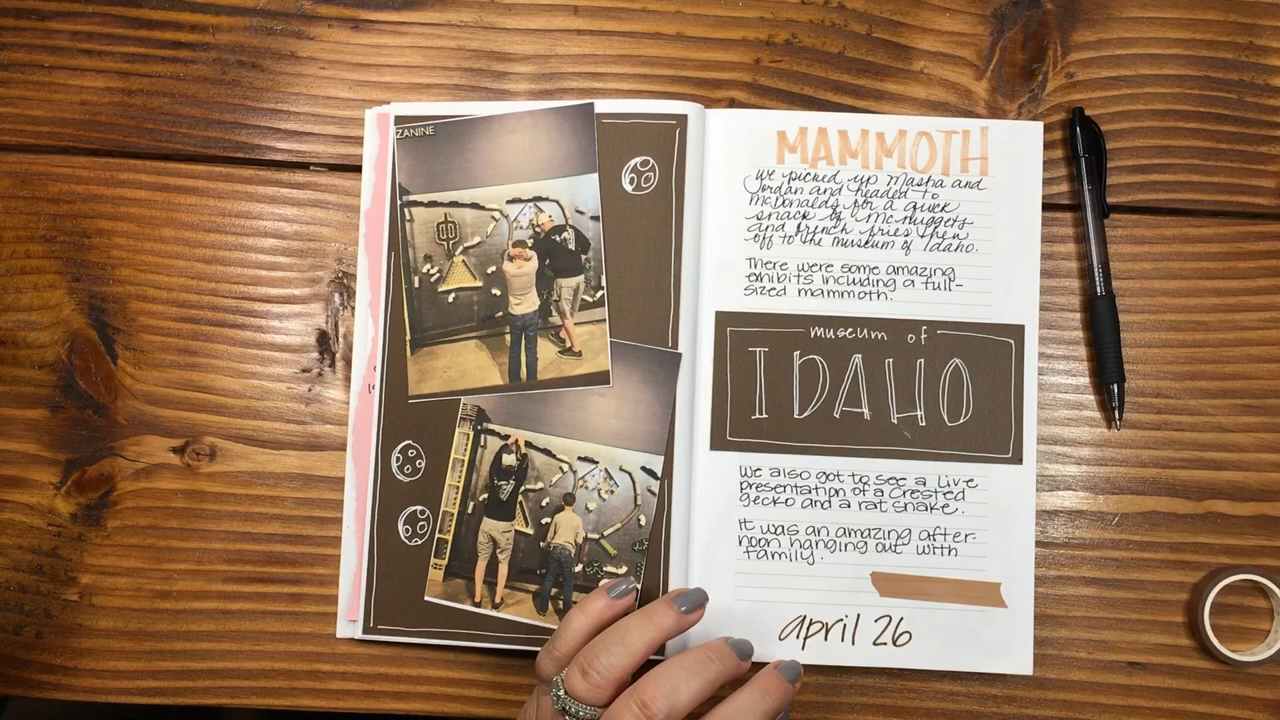 ZANINE
MAMMOTH
We picked up Masha and
Jordan and headed to
McDonalds for a quick
snack of McNuggets
and french fries then
off to the museum of Idaho.
There were some amazing
exhibits including a full-
sized mammoth.
museum of
IDAHO
We also got to see a live
presentation of a crested
gecko and a rat snake.
It was an amazing after-
noon hanging out with
family.
april 26